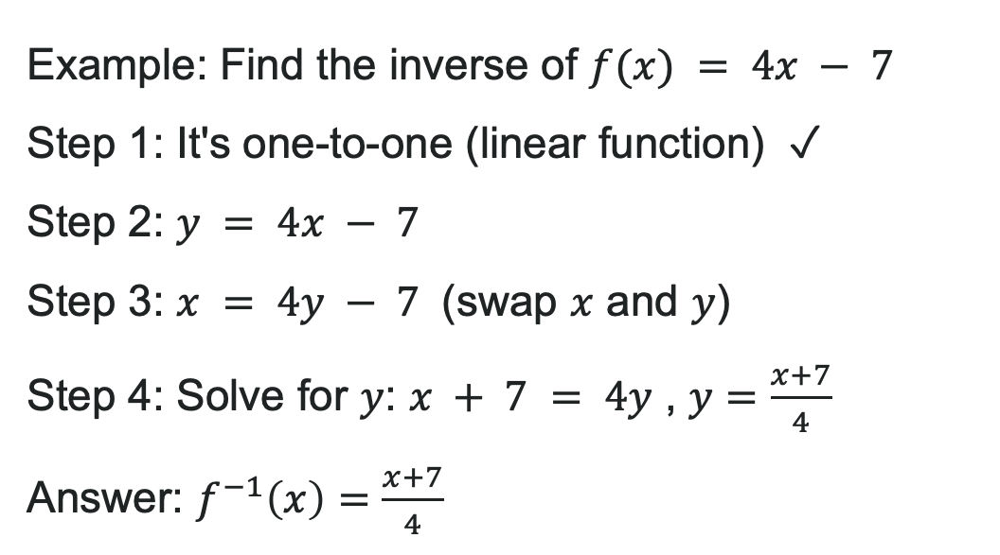 Example: Find the inverse of f(x) = 4x − 7
Step 1: It's one-to-one (linear function) ✓
Step 2: y = 4x − 7
Step 3: x = 4y − 7 (swap x and y)
Step 4: Solve for y: x + 7 = 4y , y = \frac{x+7}{4}
Answer: f^{-1}(x) = \frac{x+7}{4}